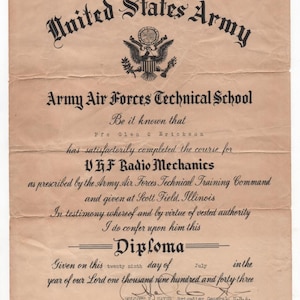 United States Army
Army Air Forces Technical School
Be it known that
Pfc Glen
has satisfactorily completed the course for
VHF Radio Mechanics
as prescribed by the Army Air Forces Technical Training Command
and given at Scott Field, Illinois
In testimony whereof and by virtue of vested authority
I do confer upon him this
Diploma
Given on this twenty sixth day of July in the
year of our Lord one thousand nine hundred and forty three